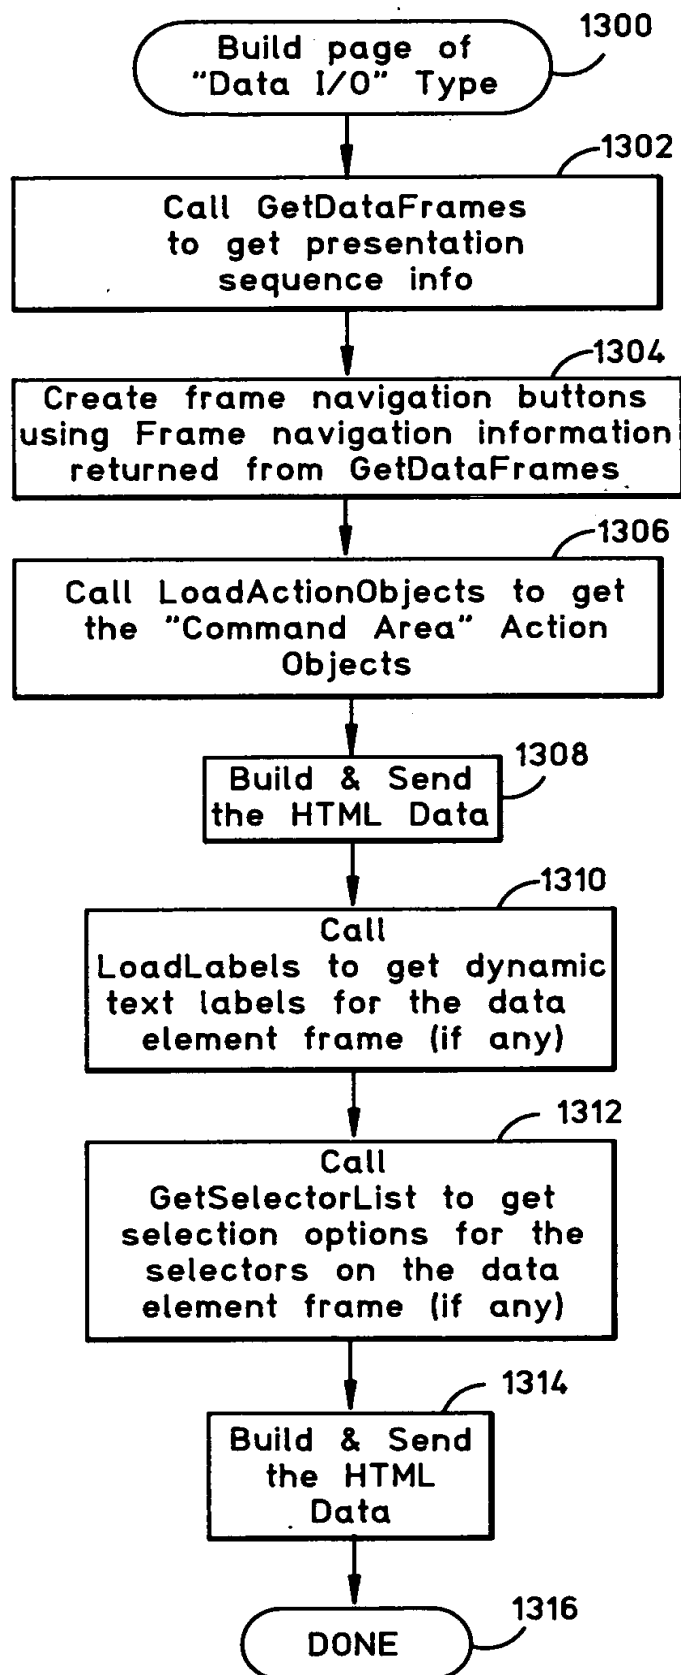 1300
Build page of
"Data I/O" Type
1302
Call GetDataFrames
to get presentation
sequence info
1304
Create frame navigation buttons
using Frame navigation information
returned from GetDataFrames
1306
Call LoadActionObjects to get
the "Command Area" Action
Objects
1308
Build & Send
the HTML Data
1310
Call
LoadLabels to get dynamic
text labels for the data
element frame (if any)
1312
Call
GetSelectorList to get
selection options for the
selectors on the data
element frame (if any)
1314
Build & Send
the HTML
Data
1316
DONE